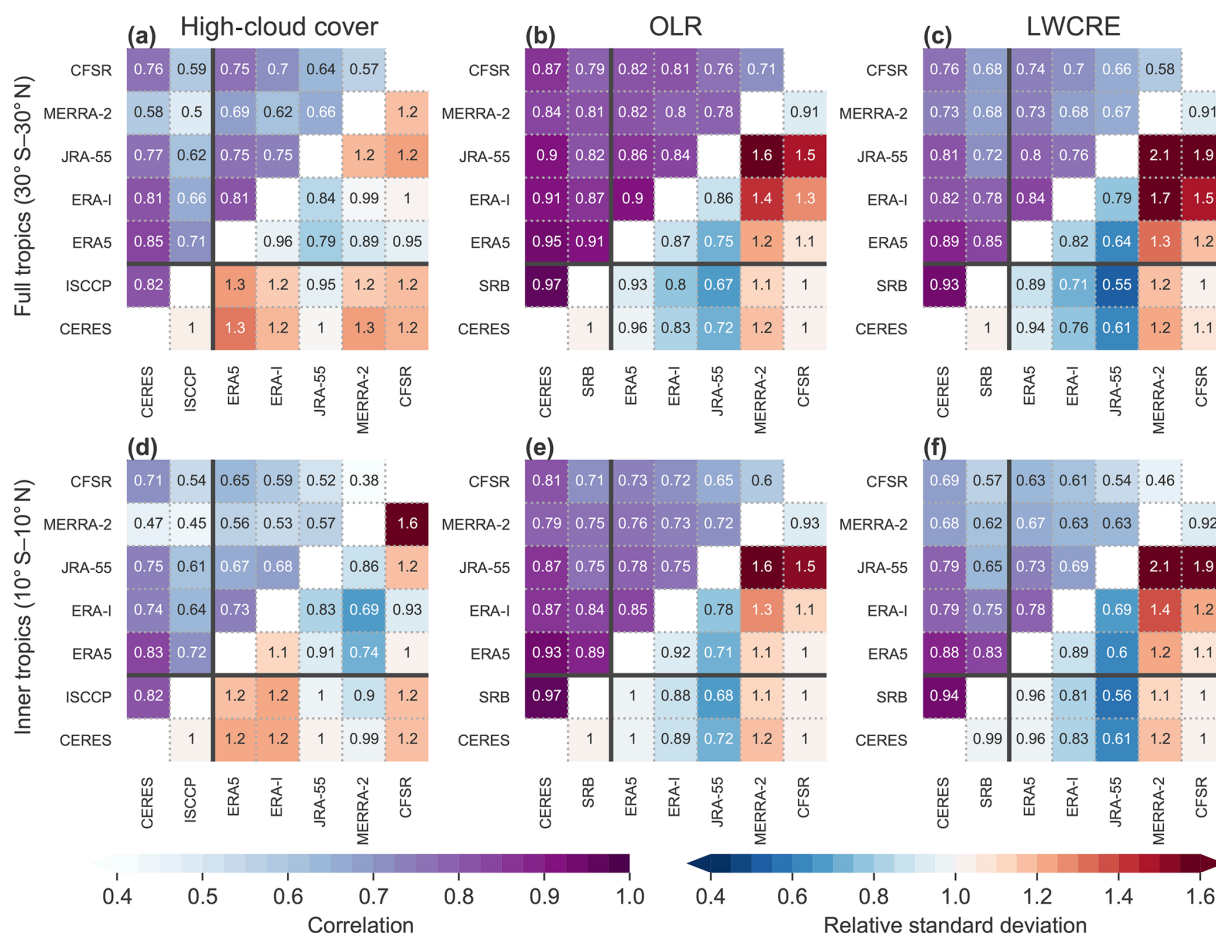 High-cloud cover OLR LWCRE
(a) (b) (c)
Full tropics (30° S–30° N)
CFSR 0.76 0.59 0.75 0.7 0.64 0.57 CFSR 0.87 0.79 0.82 0.81 0.76 0.71 CFSR 0.76 0.68 0.74 0.7 0.66 0.58
MERRA-2 0.58 0.5 0.69 0.62 0.66 1.2 MERRA-2 0.84 0.81 0.82 0.8 0.78 0.91 MERRA-2 0.73 0.68 0.73 0.68 0.67 0.91
JRA-55 0.77 0.62 0.75 0.75 1.2 1.2 JRA-55 0.9 0.82 0.86 0.84 1.6 1.5 JRA-55 0.81 0.72 0.8 0.76 2.1 1.9
ERA-I 0.81 0.66 0.81 0.84 0.99 1 ERA-I 0.91 0.87 0.9 0.86 1.4 1.3 ERA-I 0.82 0.78 0.84 0.79 1.7 1.5
ERA5 0.85 0.71 0.96 0.79 0.89 0.95 ERA5 0.95 0.91 0.87 0.75 1.2 1.1 ERA5 0.89 0.85 0.82 0.64 1.3 1.2
ISCCP 0.82 1.3 1.2 0.95 1.2 1.2 SRB 0.97 0.93 0.8 0.67 1.1 1 SRB 0.93 0.89 0.71 0.55 1.2 1
CERES 1 1.3 1.2 1 1.3 1.2 CERES 1 0.96 0.83 0.72 1.2 1 CERES 1 0.94 0.76 0.61 1.2 1.1
CERES ISCCP ERA5 ERA-I JRA-55 MERRA-2 CFSR CERES SRB ERA5 ERA-I JRA-55 MERRA-2 CFSR CERES SRB ERA5 ERA-I JRA-55 MERRA-2 CFSR
(d) (e) (f)
Inner tropics (10° S–10° N)
CFSR 0.71 0.54 0.65 0.59 0.52 0.38 CFSR 0.81 0.71 0.73 0.72 0.65 0.6 CFSR 0.69 0.57 0.63 0.61 0.54 0.46
MERRA-2 0.47 0.45 0.56 0.53 0.57 1.6 MERRA-2 0.79 0.75 0.76 0.73 0.72 0.93 MERRA-2 0.68 0.62 0.67 0.63 0.63 0.92
JRA-55 0.75 0.61 0.67 0.68 0.86 1.2 JRA-55 0.87 0.75 0.78 0.75 1.6 1.5 JRA-55 0.79 0.65 0.73 0.69 2.1 1.9
ERA-I 0.74 0.64 0.73 0.83 0.69 0.93 ERA-I 0.87 0.84 0.85 0.78 1.3 1.1 ERA-I 0.79 0.75 0.78 0.69 1.4 1.2
ERA5 0.83 0.72 1.1 0.91 0.74 1 ERA5 0.93 0.89 0.92 0.71 1.1 1 ERA5 0.88 0.83 0.89 0.6 1.2 1.1
ISCCP 0.82 1.2 1.2 1 0.9 1.2 SRB 0.97 1 0.88 0.68 1.1 1 SRB 0.94 0.96 0.81 0.56 1.1 1
CERES 1 1.2 1.2 1 0.99 1.2 CERES 1 1 0.89 0.72 1.2 1 CERES 0.99 0.96 0.83 0.61 1.2 1
CERES ISCCP ERA5 ERA-I JRA-55 MERRA-2 CFSR CERES SRB ERA5 ERA-I JRA-55 MERRA-2 CFSR CERES SRB ERA5 ERA-I JRA-55 MERRA-2 CFSR
0.4 0.5 0.6 0.7 0.8 0.9 1.0 0.4 0.6 0.8 1.0 1.2 1.4 1.6
Correlation Relative standard deviation